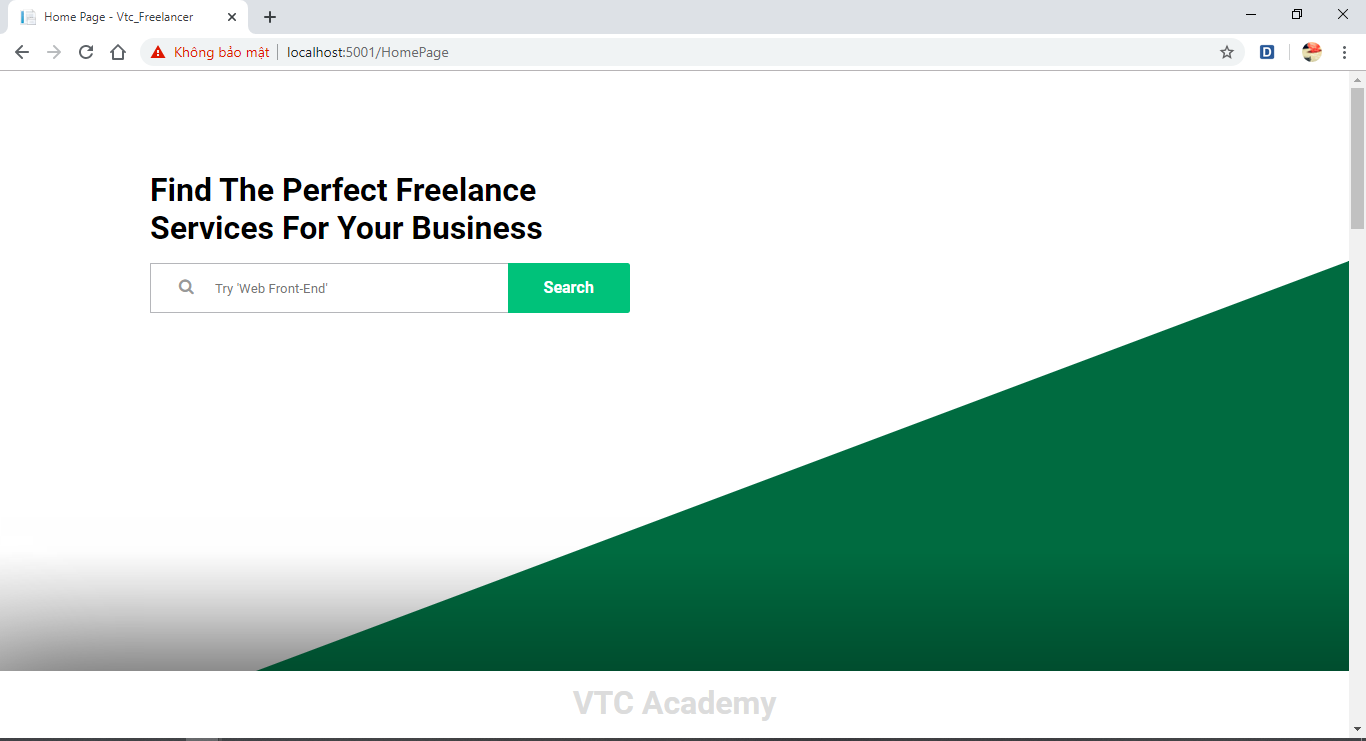 Home Page - Vtc_Freelancer
Không bảo mật localhost:5001/HomePage
D
Find The Perfect Freelance
Services For Your Business
Try 'Web Front-End'
Search
VTC Academy